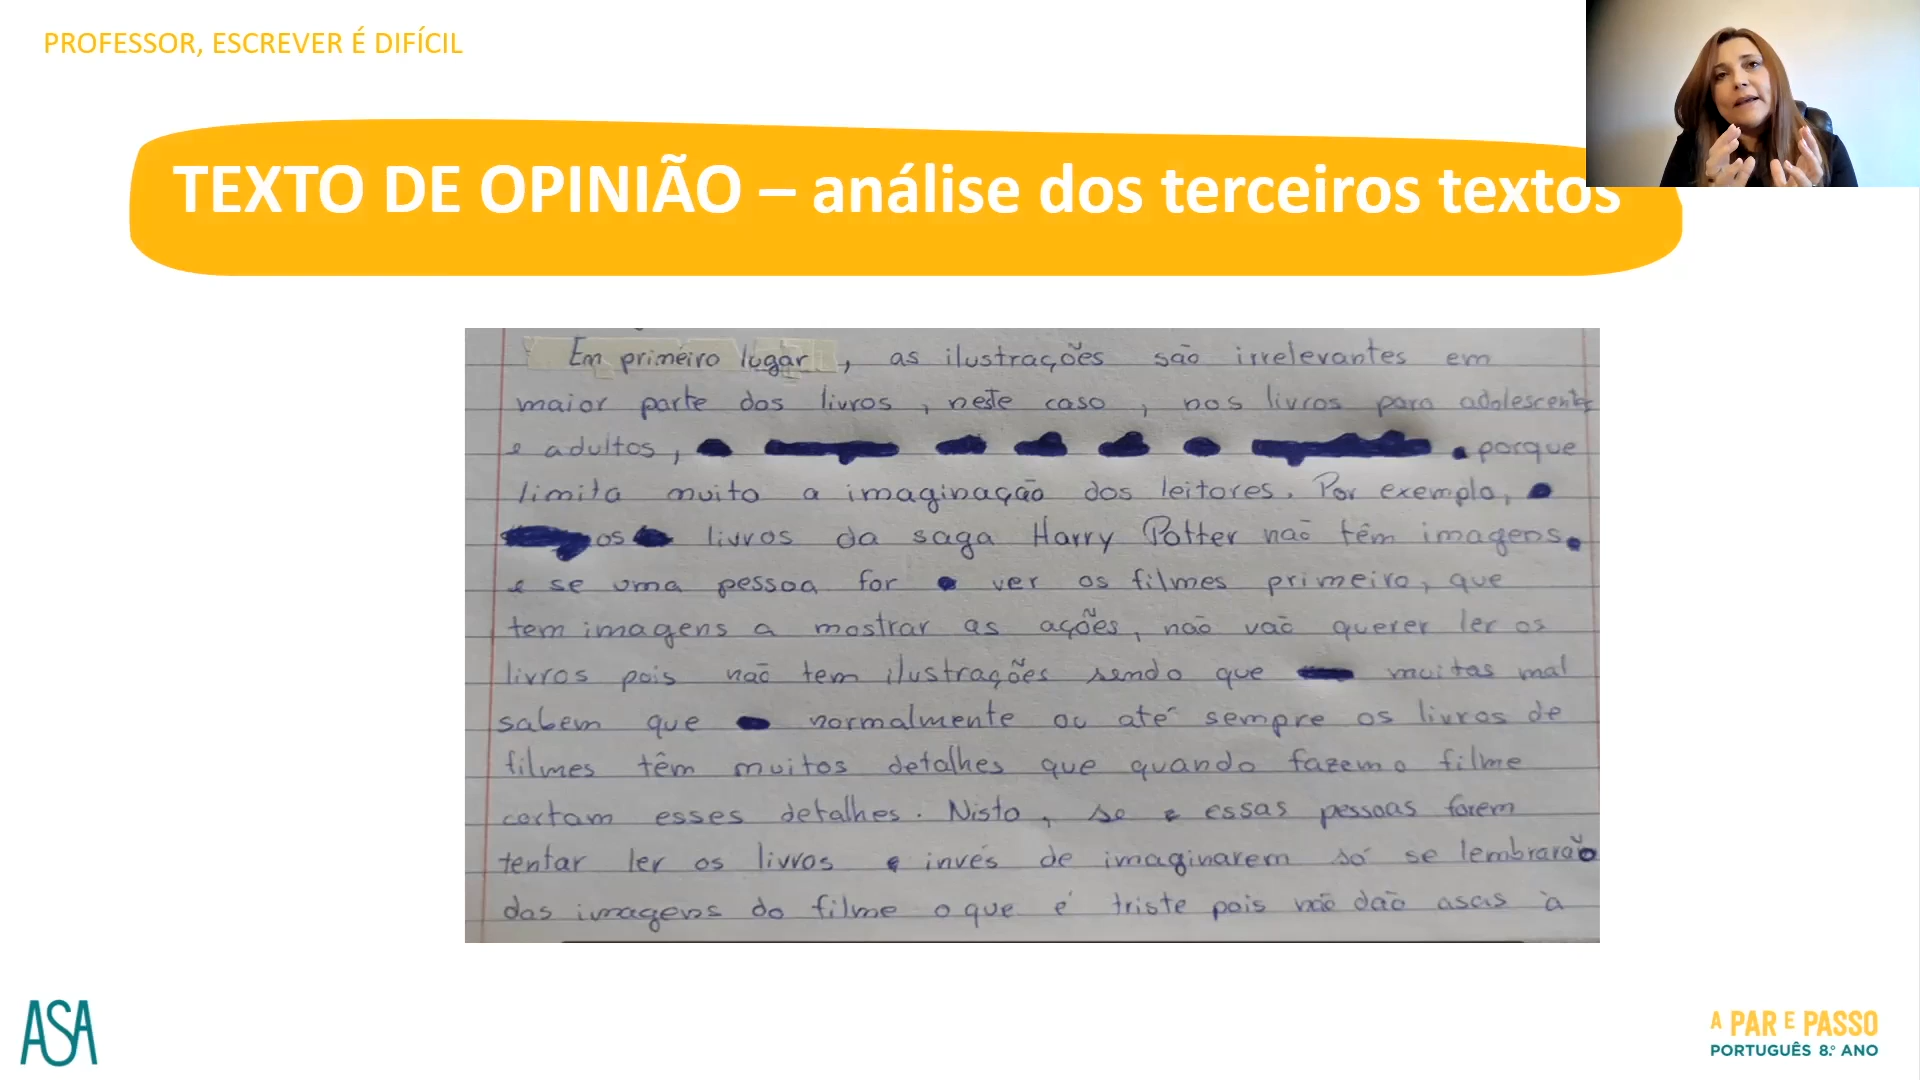 PROFESSOR, ESCREVER É DIFÍCIL
TEXTO DE OPINIÃO – análise dos terceiros textos
Em primeiro lugar, as ilustrações são irrelevantes em
maior parte dos livros, neste caso, nos livros para adolescentes
e adultos, porque
limita muito a imaginação dos leitores. Por exemplo,
os livros da saga Harry Potter não têm imagens.
e se uma pessoa for ver os filmes primeiro, que
tem imagens a mostrar as ações, não vão querer ler os
livros pois não tem ilustrações sendo que muitas mal
sabem que normalmente ou até sempre os livros de
filmes têm muitos detalhes que quando fazem o filme
cortam esses detalhes. Nisto, se essas pessoas forem
tentar ler os livros invés de imaginarem só se lembrarão
das imagens do filme o que é triste pois não dão asas à
ASA
A PAR E PASSO
PORTUGUÊS 8.º ANO